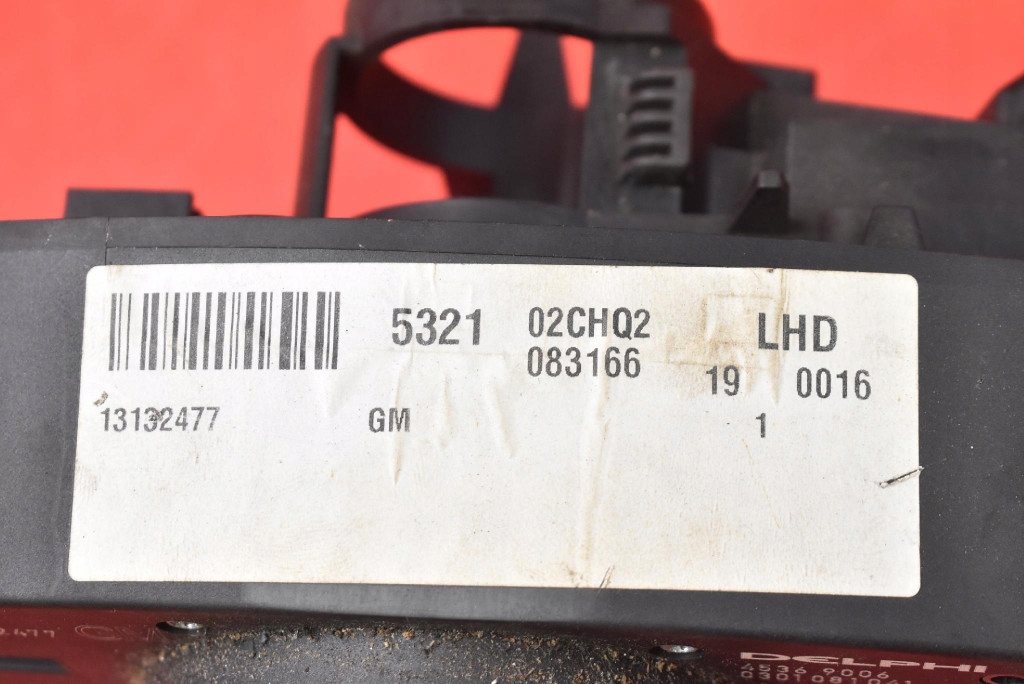 5321 02CHQ2 LHD
083166 19 0016
13132477 GM 1
DELPHI